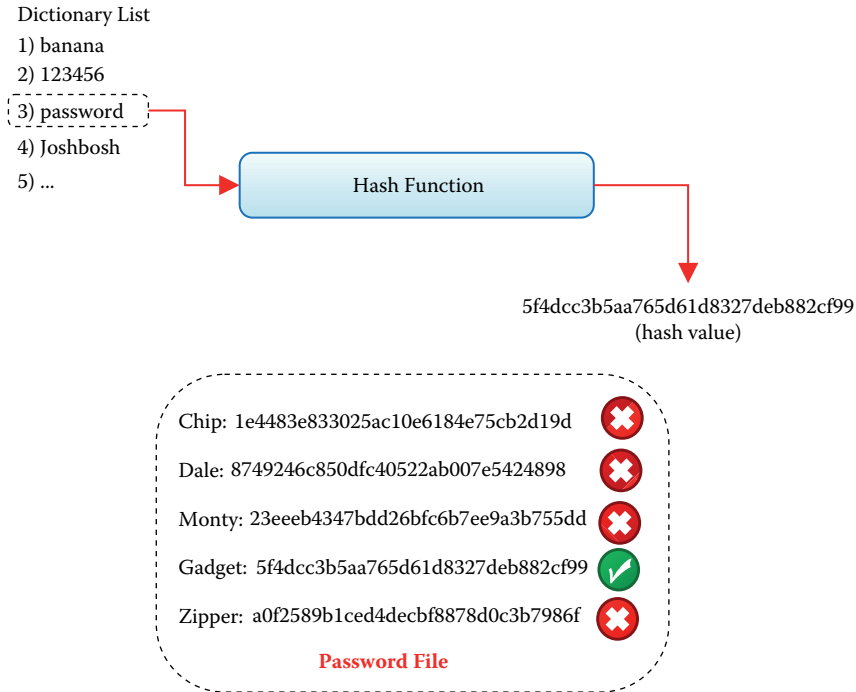 Dictionary List
1) banana
2) 123456
3) password
4) Joshbosh
5) ...
Hash Function
5f4dcc3b5aa765d61d8327deb882cf99
(hash value)
Chip: 1e4483e833025ac10e6184e75cb2d19d
Dale: 8749246c850dfc40522ab007e5424898
Monty: 23eeeb4347bdd26bfc6b7ee9a3b755dd
Gadget: 5f4dcc3b5aa765d61d8327deb882cf99
Zipper: a0f2589b1ced4decbf8878d0c3b7986f
Password File